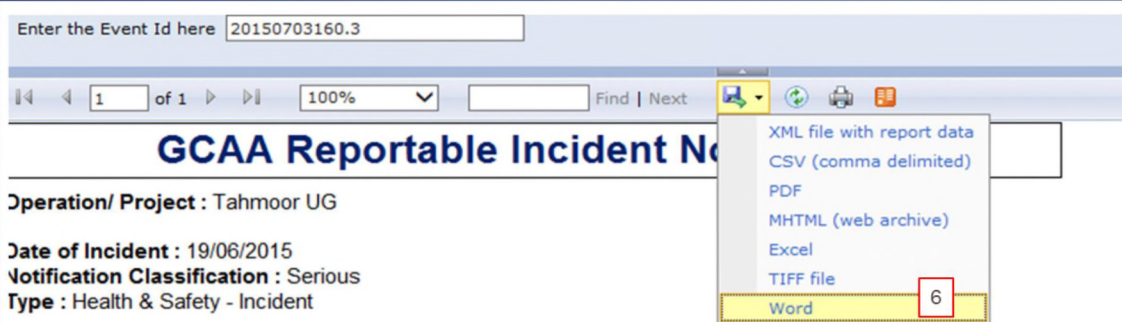 Enter the Event Id here 20150703160.3
1 of 1 100% Find | Next
GCAA Reportable Incident
XML file with report data
CSV (comma delimited)
PDF
MHTML (web archive)
Excel
TIFF file
Word 6
Operation/ Project : Tahmoor UG
Date of Incident : 19/06/2015
Notification Classification : Serious
Type : Health & Safety - Incident